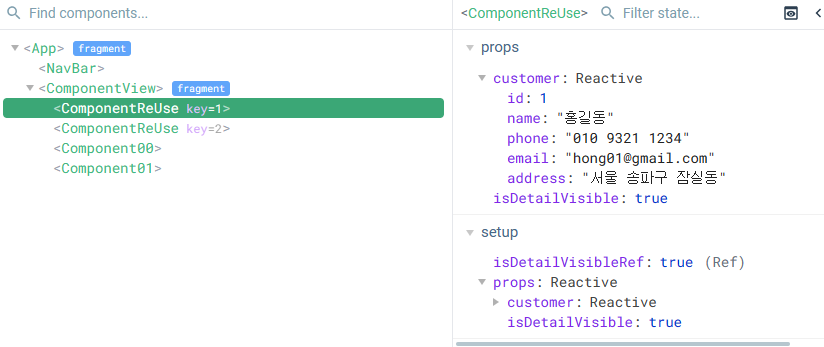 Find components...
<App> fragment
<NavBar>
<ComponentView> fragment
<ComponentReUse key=1>
<ComponentReUse key=2>
<Component00>
<Component01>
<ComponentReUse> Filter state...
props
customer: Reactive
id: 1
name: "홍길동"
phone: "010 9321 1234"
email: "hong01@gmail.com"
address: "서울 송파구 잠실동"
isDetailVisible: true
setup
isDetailVisibleRef: true (Ref)
props: Reactive
customer: Reactive
isDetailVisible: true